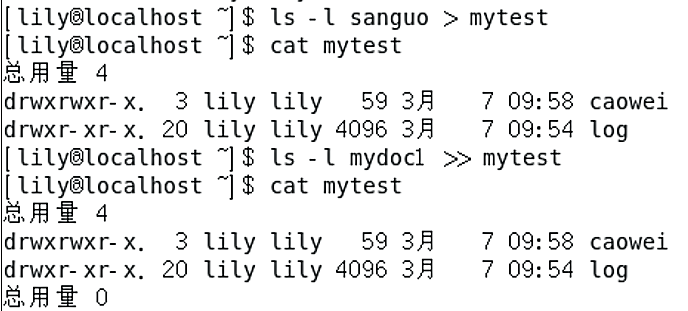 [lily@localhost ~]$ ls -l sanguo > mytest
[lily@localhost ~]$ cat mytest
总用量 4
drwxrwxr-x.  3 lily lily   59 3月   7 09:58 caowei
drwxr-xr-x. 20 lily lily 4096 3月   7 09:54 log
[lily@localhost ~]$ ls -l mydoc1 >> mytest
[lily@localhost ~]$ cat mytest
总用量 4
drwxrwxr-x.  3 lily lily   59 3月   7 09:58 caowei
drwxr-xr-x. 20 lily lily 4096 3月   7 09:54 log
总用量 0